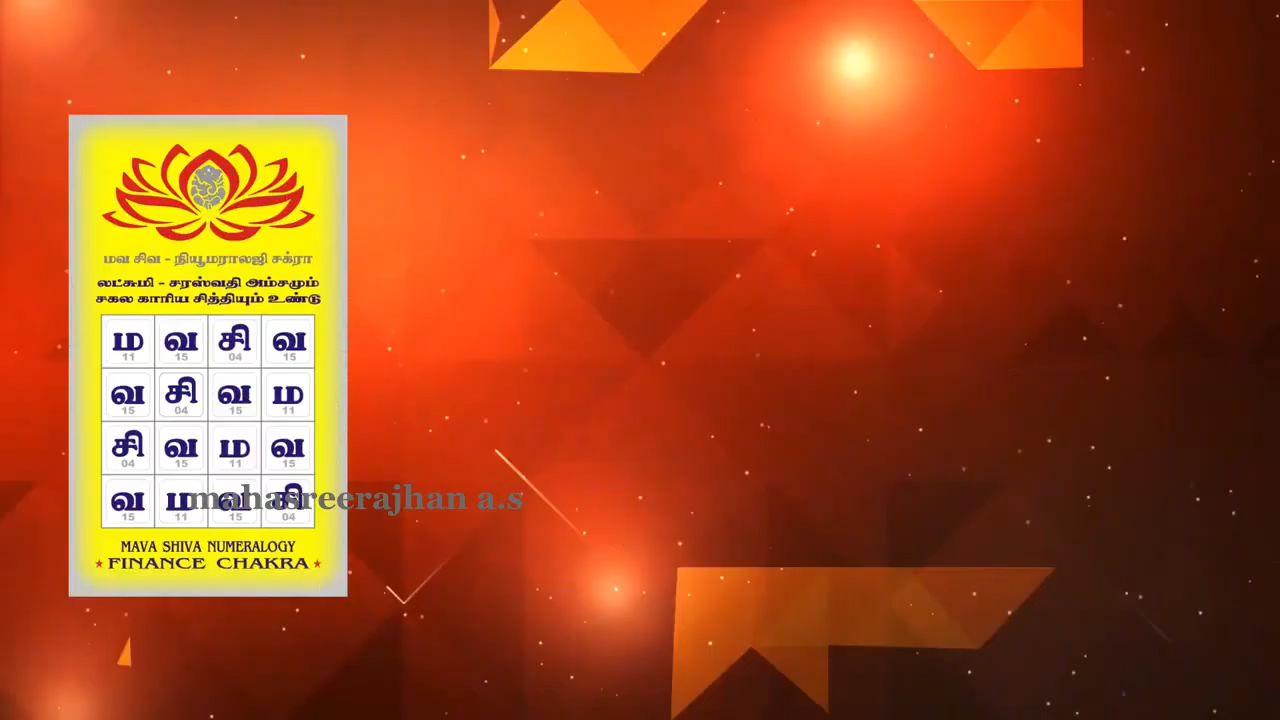 மவ சிவ - நியூமராலஜி சக்ரா
லட்சுமி - சரஸ்வதி அம்சமும்
சகல காரிய சித்தியும் உண்டு
ம வ சி வ
11 15 04 15
வ சி வ ம
15 04 15 11
சி வ ம வ
04 15 11 15
வ ம வ சி
15 11 15 04
mahasreerajhan a.s
MAVA SHIVA NUMERALOGY
FINANCE CHAKRA